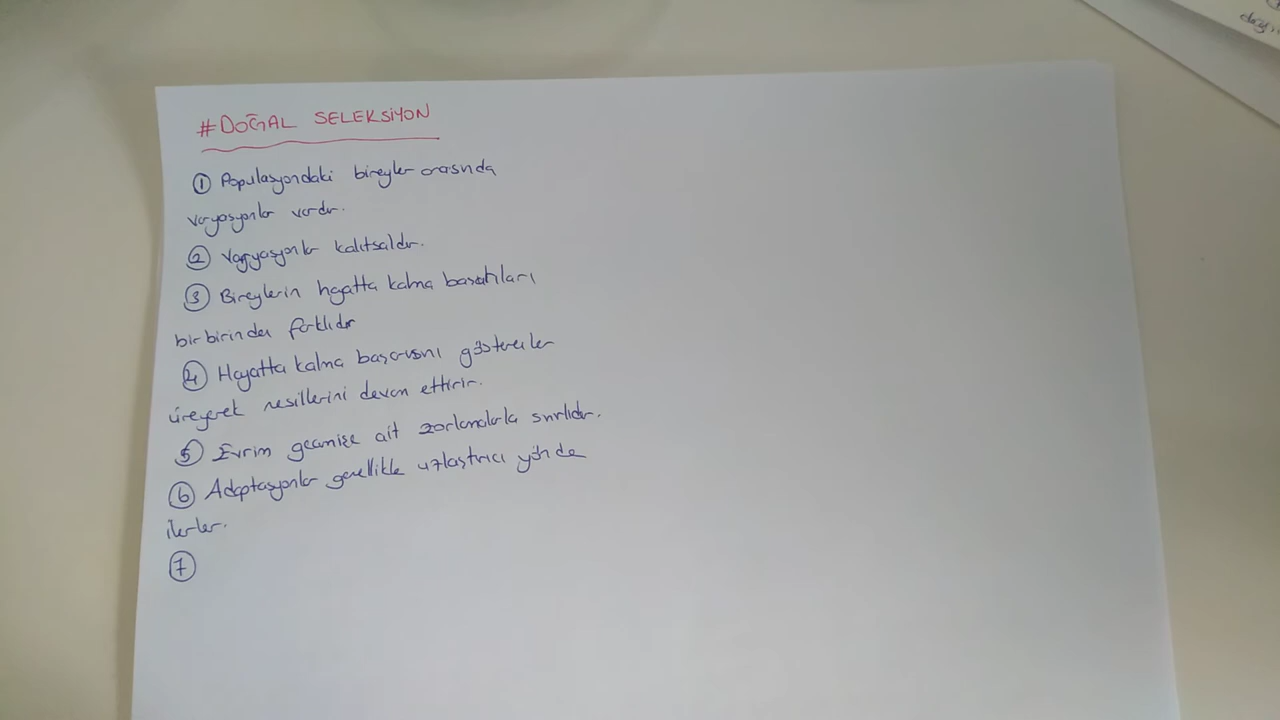 #DOĞAL SELEKSİYON
① Populasyondaki bireyler arasında
varyasyonlar vardır.
② Varyasyonlar kalıtsaldır.
③ Bireylerin hayatta kalma başarıları
birbirinden farklıdır
④ Hayatta kalma başarısını gösterenler
üreyerek nesillerini devam ettirir.
⑤ Evrim geçmişe ait zorlamalarla sınırlıdır.
⑥ Adaptasyonlar genellikle uzlaştırıcı yönde
ilerler.
⑦